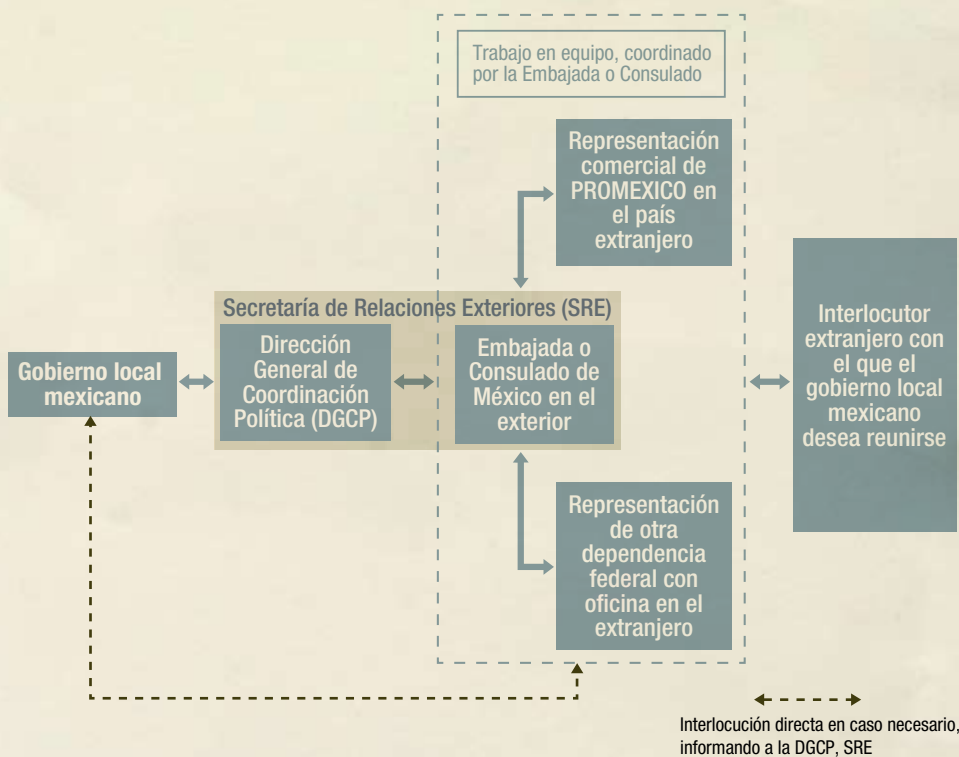 Trabajo en equipo, coordinado
por la Embajada o Consulado
Representación
comercial de
PROMEXICO en
el país
extranjero
Secretaría de Relaciones Exteriores (SRE)
Gobierno local
mexicano
Dirección
General de
Coordinación
Política (DGCP)
Embajada o
Consulado de
México en el
exterior
Interlocutor
extranjero con
el que el
gobierno local
mexicano
desea reunirse
Representación
de otra
dependencia
federal con
oficina en el
extranjero
Interlocución directa en caso necesario,
informando a la DGCP, SRE